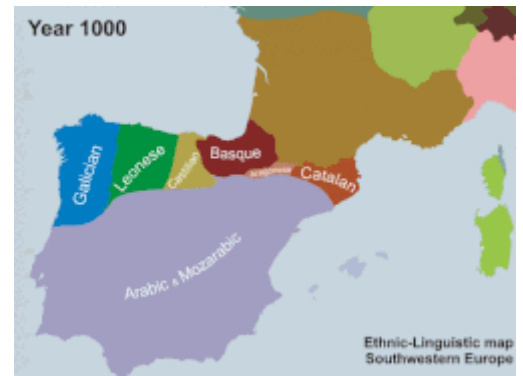 Year 1000
Galician
Leonese
Castilian
Basque
Aragonese
Catalan
Arabic & Mozarabic
Ethnic-Linguistic map
Southwestern Europe